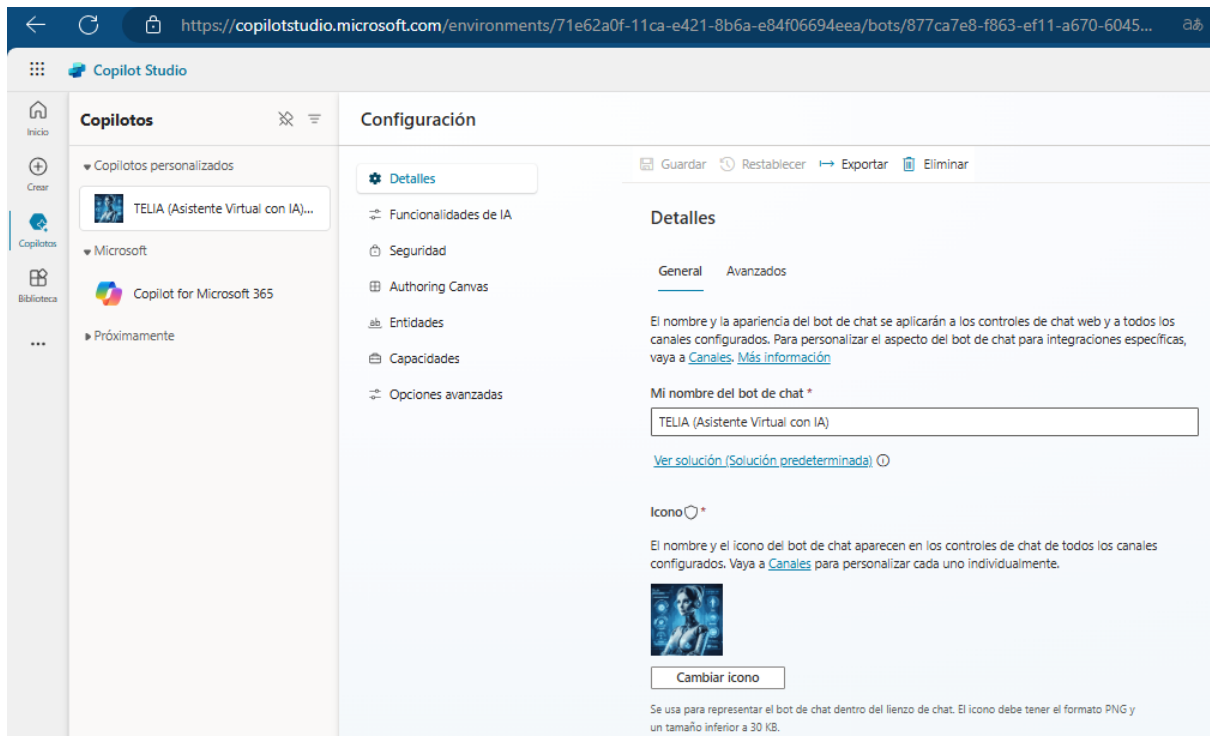 https://copilotstudio.microsoft.com/environments/71e62a0f-11ca-e421-8b6a-e84f06694eea/bots/877ca7e8-f863-ef11-a670-6045...
Copilot Studio
Inicio
Crear
Copilotos
Biblioteca
Copilotos
Copilotos personalizados
TELIA (Asistente Virtual con IA)...
Microsoft
Copilot for Microsoft 365
Próximamente
Configuración
Detalles
Funcionalidades de IA
Seguridad
Authoring Canvas
Entidades
Capacidades
Opciones avanzadas
Guardar Restablecer Exportar Eliminar
Detalles
General Avanzados
El nombre y la apariencia del bot de chat se aplicarán a los controles de chat web y a todos los
canales configurados. Para personalizar el aspecto del bot de chat para integraciones específicas,
vaya a Canales. Más información
Mi nombre del bot de chat *
TELIA (Asistente Virtual con IA)
Ver solución (Solución predeterminada)
Icono *
El nombre y el icono del bot de chat aparecen en los controles de chat de todos los canales
configurados. Vaya a Canales para personalizar cada uno individualmente.
Cambiar icono
Se usa para representar el bot de chat dentro del lienzo de chat. El icono debe tener el formato PNG y
un tamaño inferior a 30 KB.